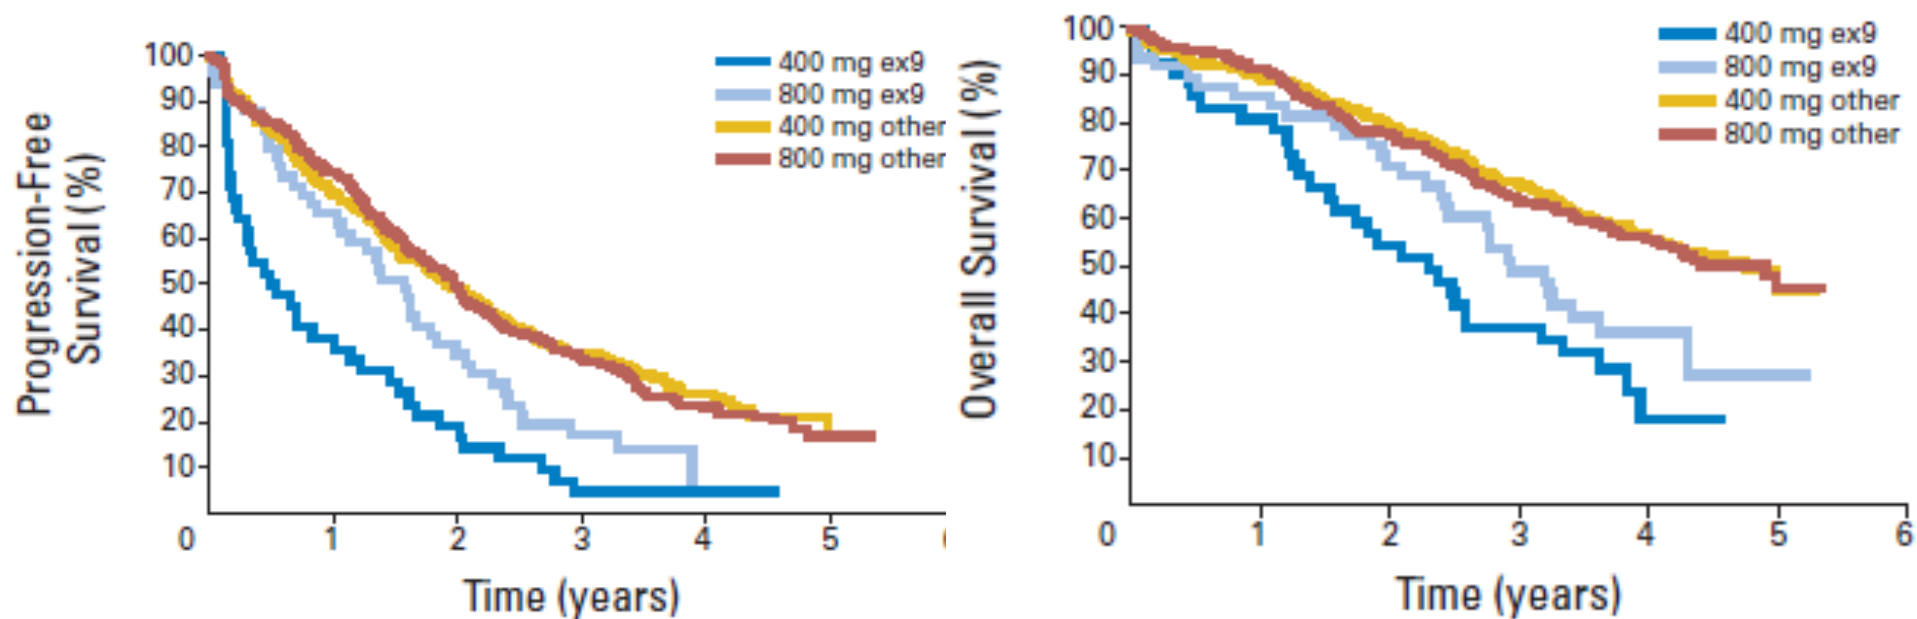 Progression-Free
Survival (%)
100
90
80
70
60
50
40
30
20
10
0
1
2
3
4
5
Time (years)
400 mg ex9
800 mg ex9
400 mg other
800 mg other
Overall Survival (%)
100
90
80
70
60
50
40
30
20
10
0
1
2
3
4
5
6
Time (years)
400 mg ex9
800 mg ex9
400 mg other
800 mg other